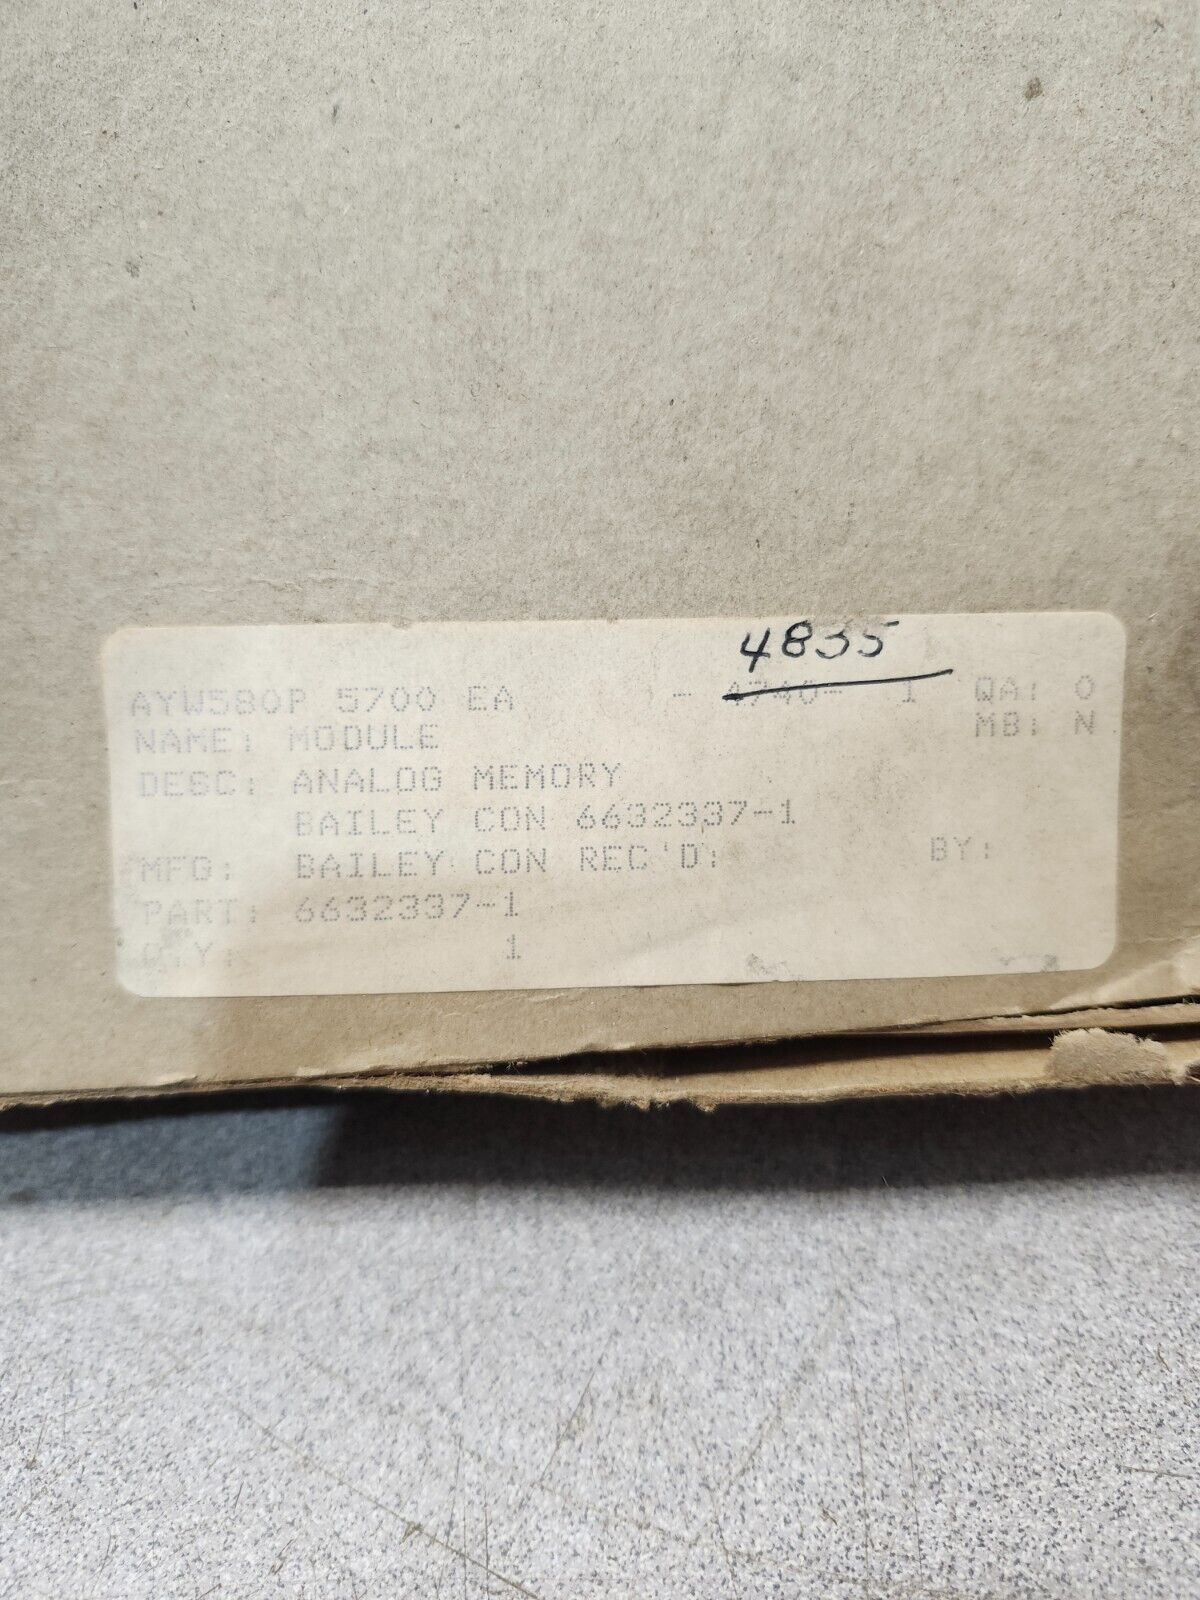 4835
AYW580P 5700 EA - 4740- 1 QA: 0
NAME: MODULE MB: N
DESC: ANALOG MEMORY
BAILEY CON 6632337-1
MFG: BAILEY CON REC'D: BY:
PART: 6632337-1
QTY: 1